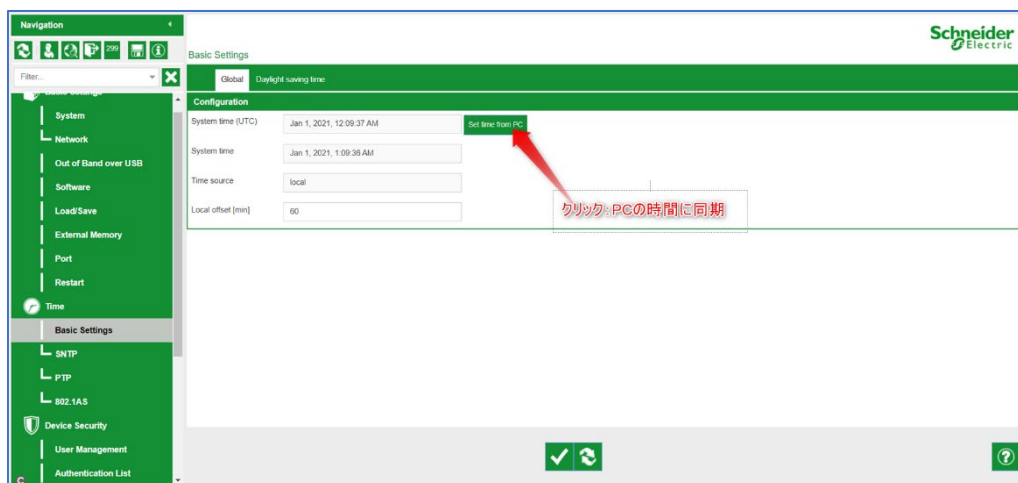 Navigation
299
Filter...
Basic Settings
System
Network
Out of Band over USB
Software
Load/Save
External Memory
Port
Restart
Time
Basic Settings
SNTP
PTP
802.1AS
Device Security
User Management
Authentication List
Schneider
Electric
Basic Settings
Global Daylight saving time
Configuration
System time (UTC) Jan 1, 2021, 12:09:37 AM Set time from PC
System time Jan 1, 2021, 1:09:36 AM
Time source local
Local offset [min] 60
クリック:PCの時間に同期